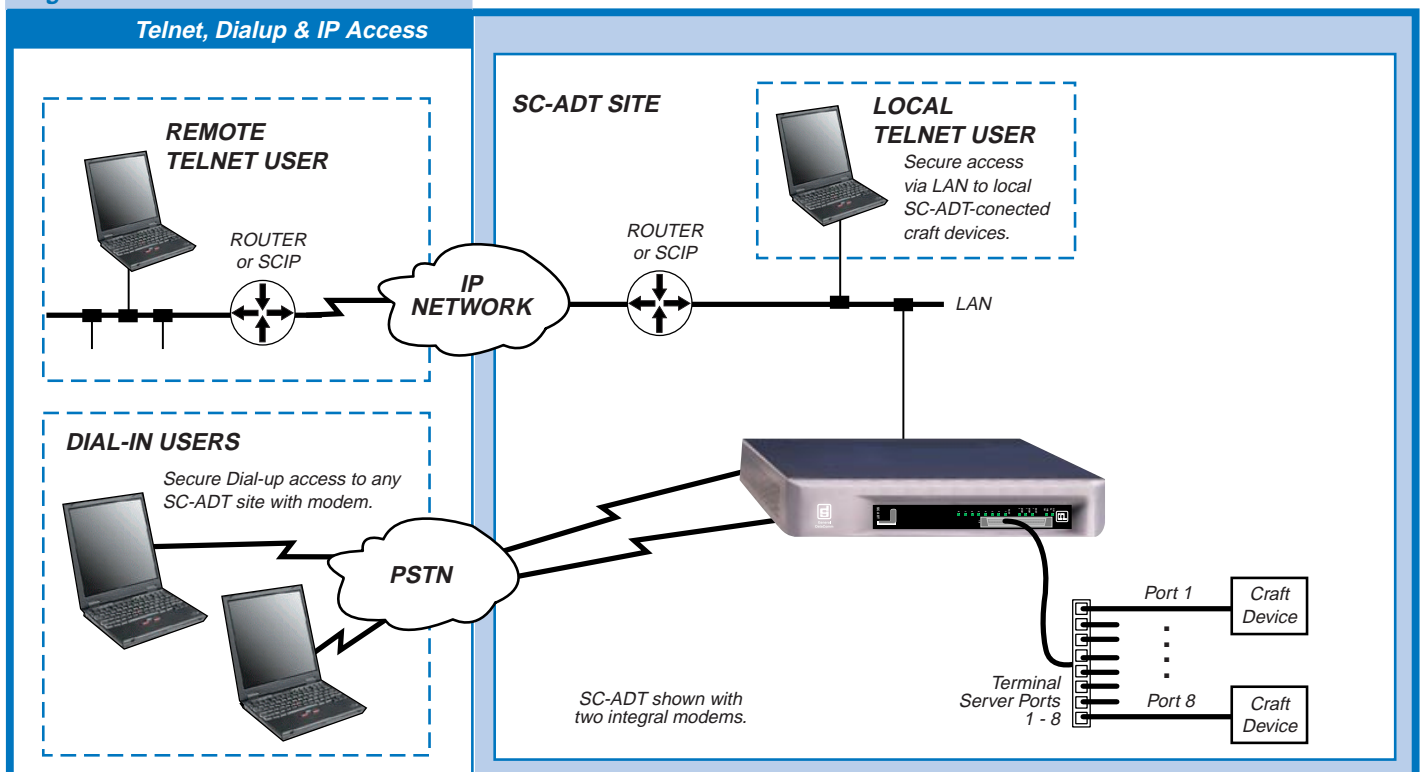 Telnet, Dialup & IP Access
REMOTE
TELNET USER
ROUTER
or SCIP
IP
NETWORK
SC-ADT SITE
LOCAL
TELNET USER
Secure access
via LAN to local
SC-ADT-conected
craft devices.
ROUTER
or SCIP
LAN
DIAL-IN USERS
Secure Dial-up access to any
SC-ADT site with modem.
PSTN
SC-ADT shown with
two integral modems.
Terminal
Server Ports
1 - 8
Port 1
Craft
Device
Port 8
Craft
Device